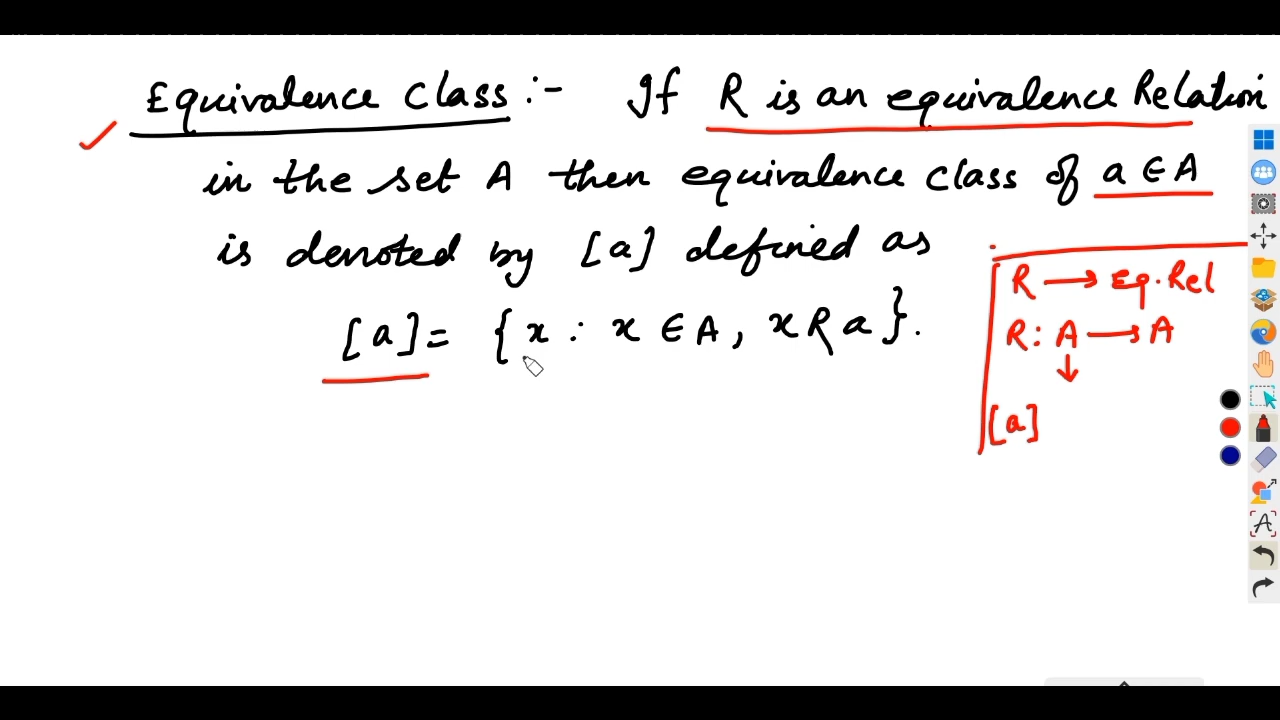 Equivalence Class :- If R is an equivalence Relation
in the set A then equivalence class of a ∈ A
is denoted by [a] defined as
[a] = {x : x ∈ A, x R a}.
R → Eq. Rel
R : A → A
↓
[a]